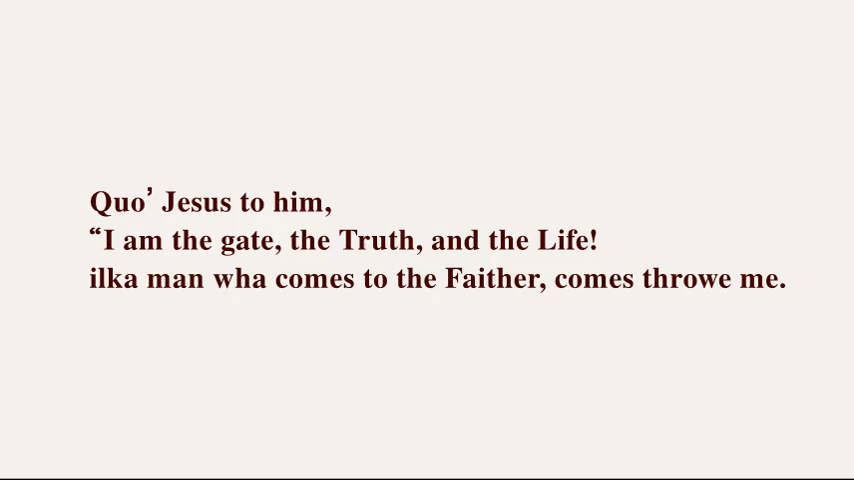 Quo’ Jesus to him,
“I am the gate, the Truth, and the Life!
ilka man wha comes to the Faither, comes throwe me.